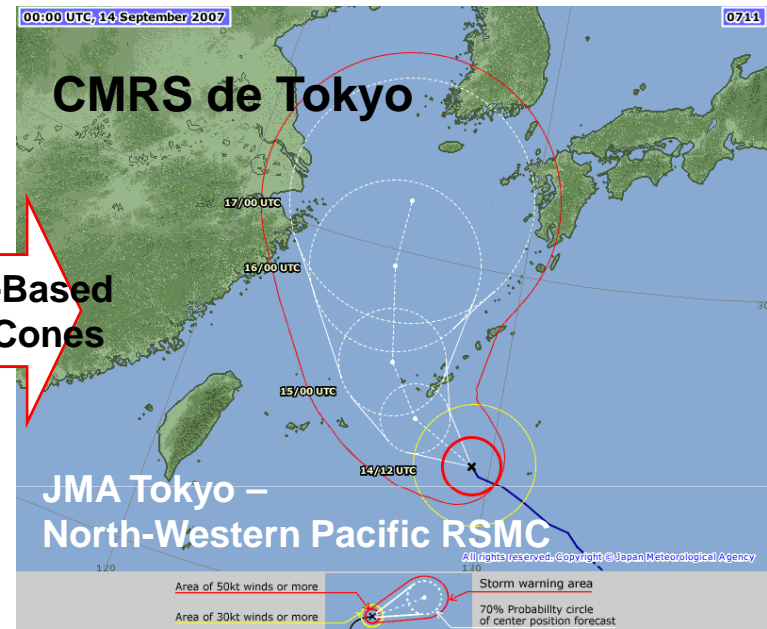 00:00 UTC, 14 September 2007
0711
CMRS de Tokyo
17/00 UTC
16/00 UTC
-Based
Cones
30
15/00 UTC
14/12 UTC
JMA Tokyo –
North-Western Pacific RSMC
All rights reserved. Copyright © Japan Meteorological Agency
120
130
Area of 50kt winds or more
Storm warning area
Area of 30kt winds or more
70% Probability circle
of center position forecast